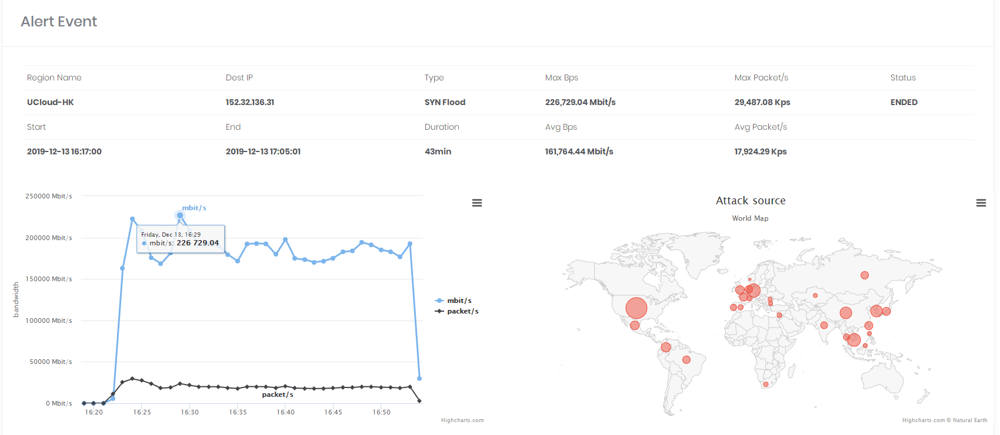 Alert Event
Region Name Dest IP Type Max Bps Max Packet/s Status
UCloud-HK 152.32.136.31 SYN Flood 226,729.04 Mbit/s 29,487.08 Kps ENDED
Start End Duration Avg Bps Avg Packet/s
2019-12-13 16:17:00 2019-12-13 17:05:01 43min 161,764.44 Mbit/s 17,924.29 Kps
250000 Mbit/s
200000 Mbit/s
150000 Mbit/s
100000 Mbit/s
50000 Mbit/s
0 Mbit/s
bandwidth
mbit/s
Friday, Dec 13, 16:29
mbit/s: 226 729.04
packet/s
16:20 16:25 16:30 16:35 16:40 16:45 16:50
mbit/s
packet/s
Highcharts.com
Attack source
World Map
Highcharts.com © Natural Earth